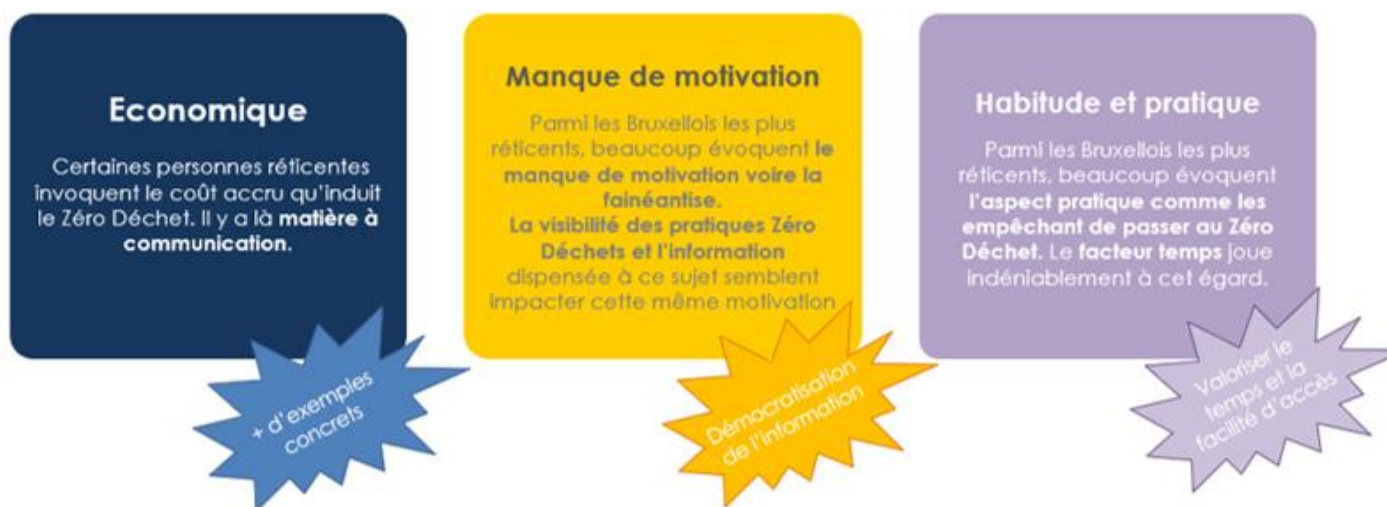 Economique
Certaines personnes réticentes
invoquent le coût accru qu'induit
le Zéro Déchet. Il y a là matière à
communication.
+ d'exemples
concrets
Manque de motivation
Parmi les Bruxellois les plus
réticents, beaucoup évoquent le
manque de motivation voire la
fainéantise.
La visibilité des pratiques Zéro
Déchets et l'information
dispensée à ce sujet semblent
impacter cette même motivation
Démocratisation
de l'information
Habitude et pratique
Parmi les Bruxellois les plus
réticents, beaucoup évoquent
l'aspect pratique comme les
empêchant de passer au Zéro
Déchet. Le facteur temps joue
indéniablement à cet égard.
Valoriser le
temps et la
facilité d'accès